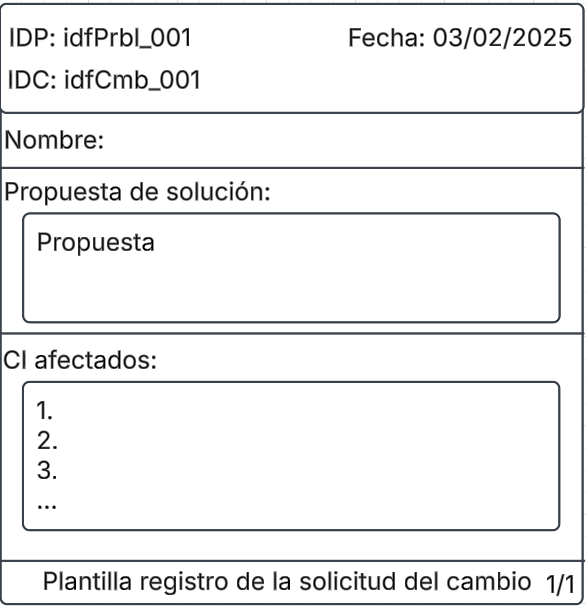 IDP: idfPrbl_001 Fecha: 03/02/2025
IDC: idfCmb_001
Nombre:
Propuesta de solución:
Propuesta
CI afectados:
1.
2.
3.
...
Plantilla registro de la solicitud del cambio 1/1